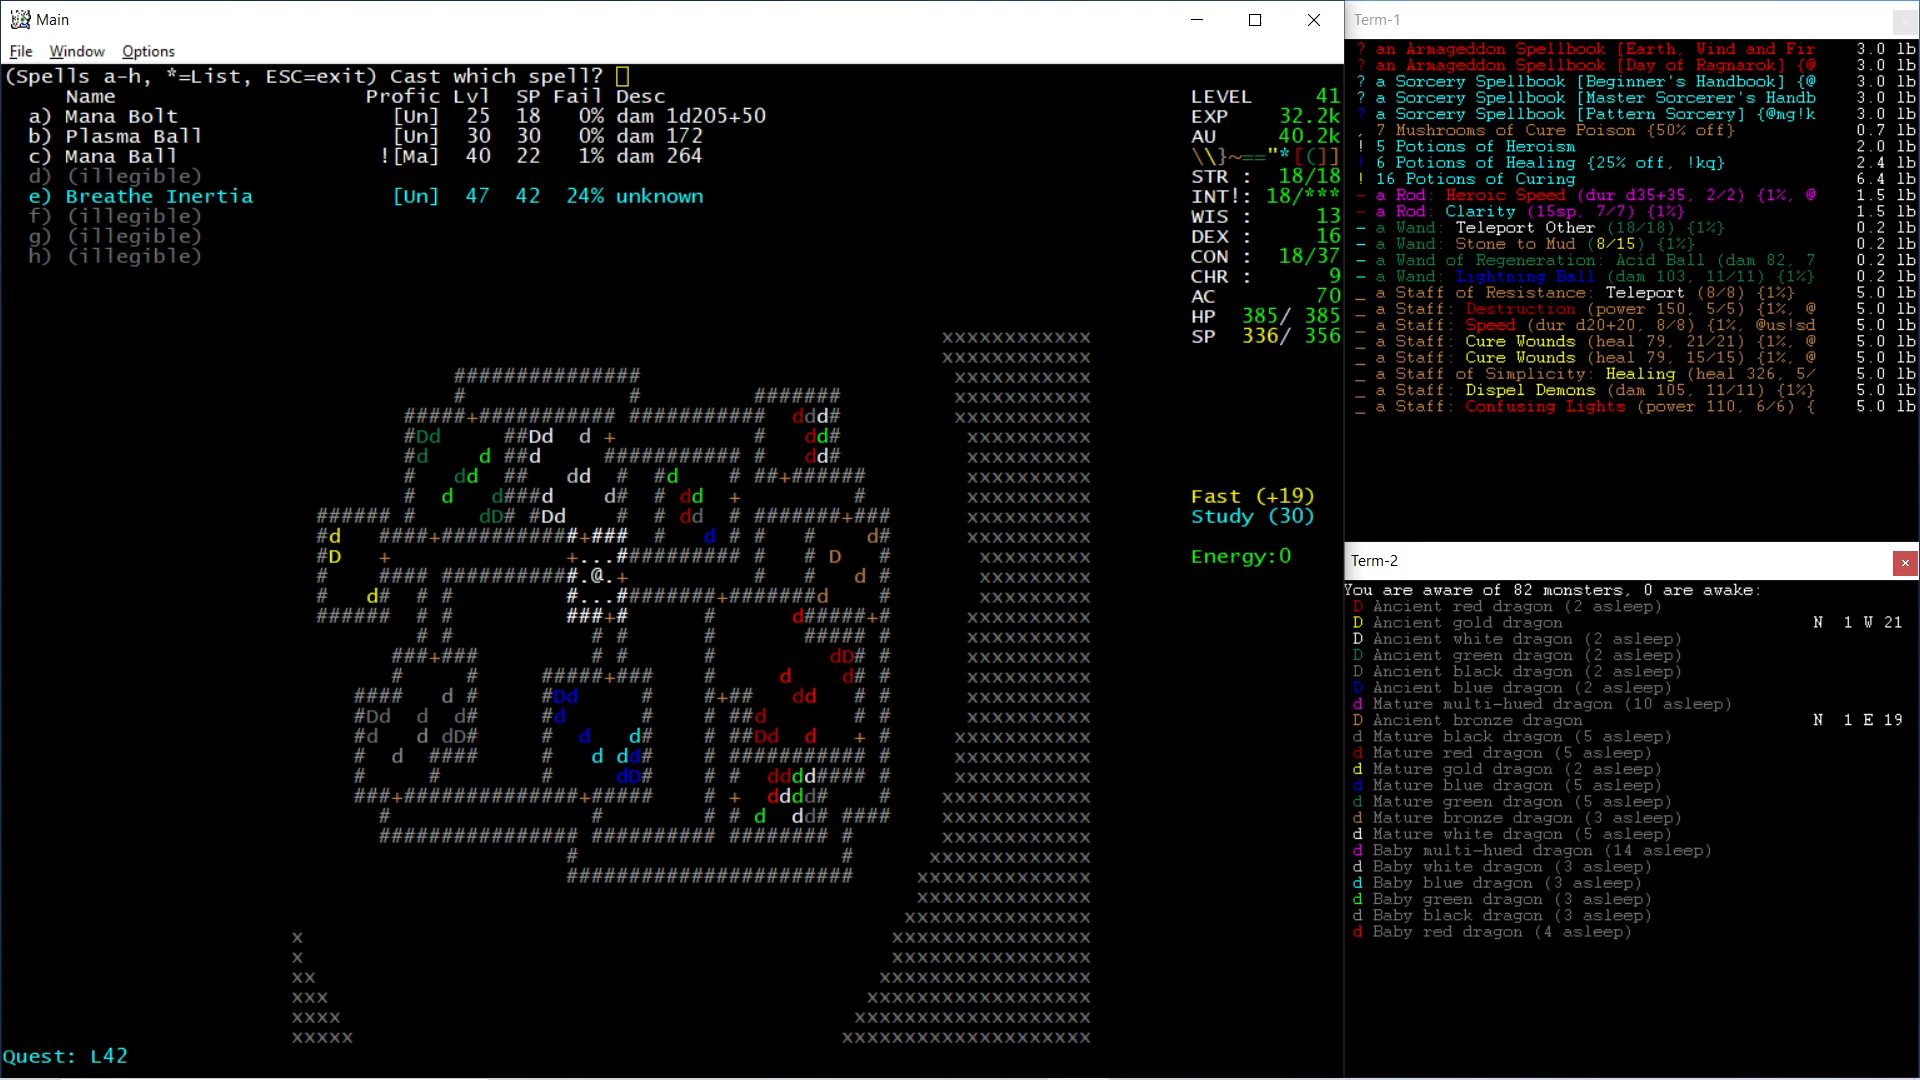 Main
File Window Options
(Spells a-h, *=List, ESC=exit) Cast which spell?
Name Profic Lvl SP Fail Desc
a) Mana Bolt [Un] 25 18 0% dam 1d205+50
b) Plasma Ball [Un] 30 30 0% dam 172
c) Mana Ball ![Ma] 40 22 1% dam 264
d) (illegible)
e) Breathe Inertia [Un] 47 42 24% unknown
f) (illegible)
g) (illegible)
h) (illegible)
LEVEL 41
EXP 32.2k
AU 40.2k
\\}~=="*[(]]
STR : 18/18
INT!: 18/***
WIS : 13
DEX : 16
CON : 18/37
CHR : 9
AC 70
HP 385/ 385
SP 336/ 356
Fast (+19)
Study (30)
Energy:0
Quest: L42
Term-1
? an Armageddon Spellbook [Earth, Wind and Fir 3.0 lb
? an Armageddon Spellbook [Day of Ragnarok] {@ 3.0 lb
? a Sorcery Spellbook [Beginner's Handbook] {@ 3.0 lb
? a Sorcery Spellbook [Master Sorcerer's Handb 3.0 lb
? a Sorcery Spellbook [Pattern Sorcery] {@mg!k 3.0 lb
, 7 Mushrooms of Cure Poison {50% off} 0.7 lb
! 5 Potions of Heroism 2.0 lb
! 6 Potions of Healing {25% off, !kq} 2.4 lb
! 16 Potions of Curing 6.4 lb
- a Rod: Heroic Speed (dur d35+35, 2/2) {1%, @ 1.5 lb
- a Rod: Clarity (15sp, 7/7) {1%} 1.5 lb
- a Wand: Teleport Other (18/18) {1%} 0.2 lb
- a Wand: Stone to Mud (8/15) {1%} 0.2 lb
- a Wand of Regeneration: Acid Ball (dam 82, 7 0.2 lb
- a Wand: Lightning Ball (dam 103, 11/11) {1%} 0.2 lb
_ a Staff of Resistance: Teleport (8/8) {1%} 5.0 lb
_ a Staff: Destruction (power 150, 5/5) {1%, @ 5.0 lb
_ a Staff: Speed (dur d20+20, 8/8) {1%, @us!sd 5.0 lb
_ a Staff: Cure Wounds (heal 79, 21/21) {1%, @ 5.0 lb
_ a Staff: Cure Wounds (heal 79, 15/15) {1%, @ 5.0 lb
_ a Staff of Simplicity: Healing (heal 326, 5/ 5.0 lb
_ a Staff: Dispel Demons (dam 105, 11/11) {1%} 5.0 lb
_ a Staff: Confusing Lights (power 110, 6/6) { 5.0 lb
Term-2
You are aware of 82 monsters, 0 are awake:
D Ancient red dragon (2 asleep)
D Ancient gold dragon N 1 W 21
D Ancient white dragon (2 asleep)
D Ancient green dragon (2 asleep)
D Ancient black dragon (2 asleep)
D Ancient blue dragon (2 asleep)
d Mature multi-hued dragon (10 asleep)
D Ancient bronze dragon N 1 E 19
d Mature black dragon (5 asleep)
d Mature red dragon (5 asleep)
d Mature gold dragon (2 asleep)
d Mature blue dragon (5 asleep)
d Mature green dragon (5 asleep)
d Mature bronze dragon (3 asleep)
d Mature white dragon (5 asleep)
d Baby multi-hued dragon (14 asleep)
d Baby white dragon (3 asleep)
d Baby blue dragon (3 asleep)
d Baby green dragon (3 asleep)
d Baby black dragon (3 asleep)
d Baby red dragon (4 asleep)